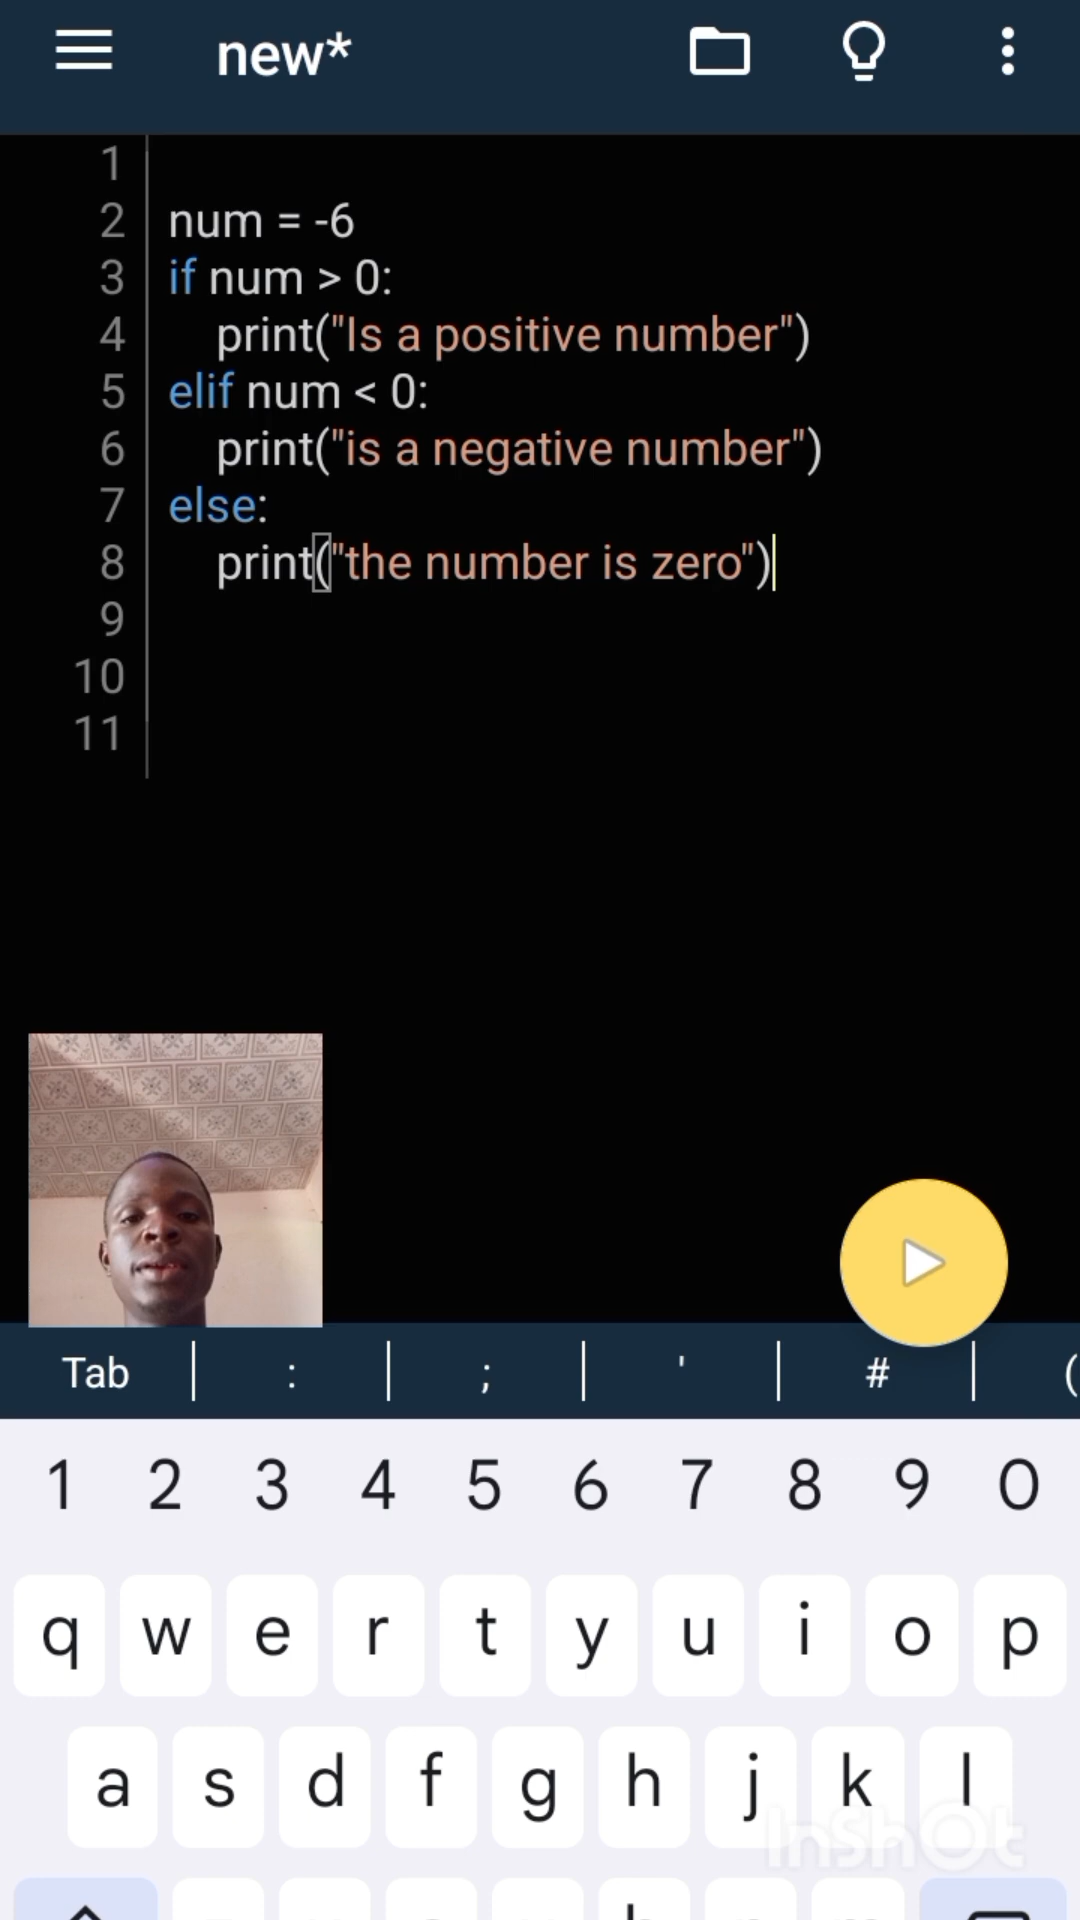 new*
1
2 num = -6
3 if num > 0:
4 print("Is a positive number")
5 elif num < 0:
6 print("is a negative number")
7 else:
8 print("the number is zero")
9
10
11
Tab : ; ' # (
1 2 3 4 5 6 7 8 9 0
q w e r t y u i o p
a s d f g h j k l
InShOt